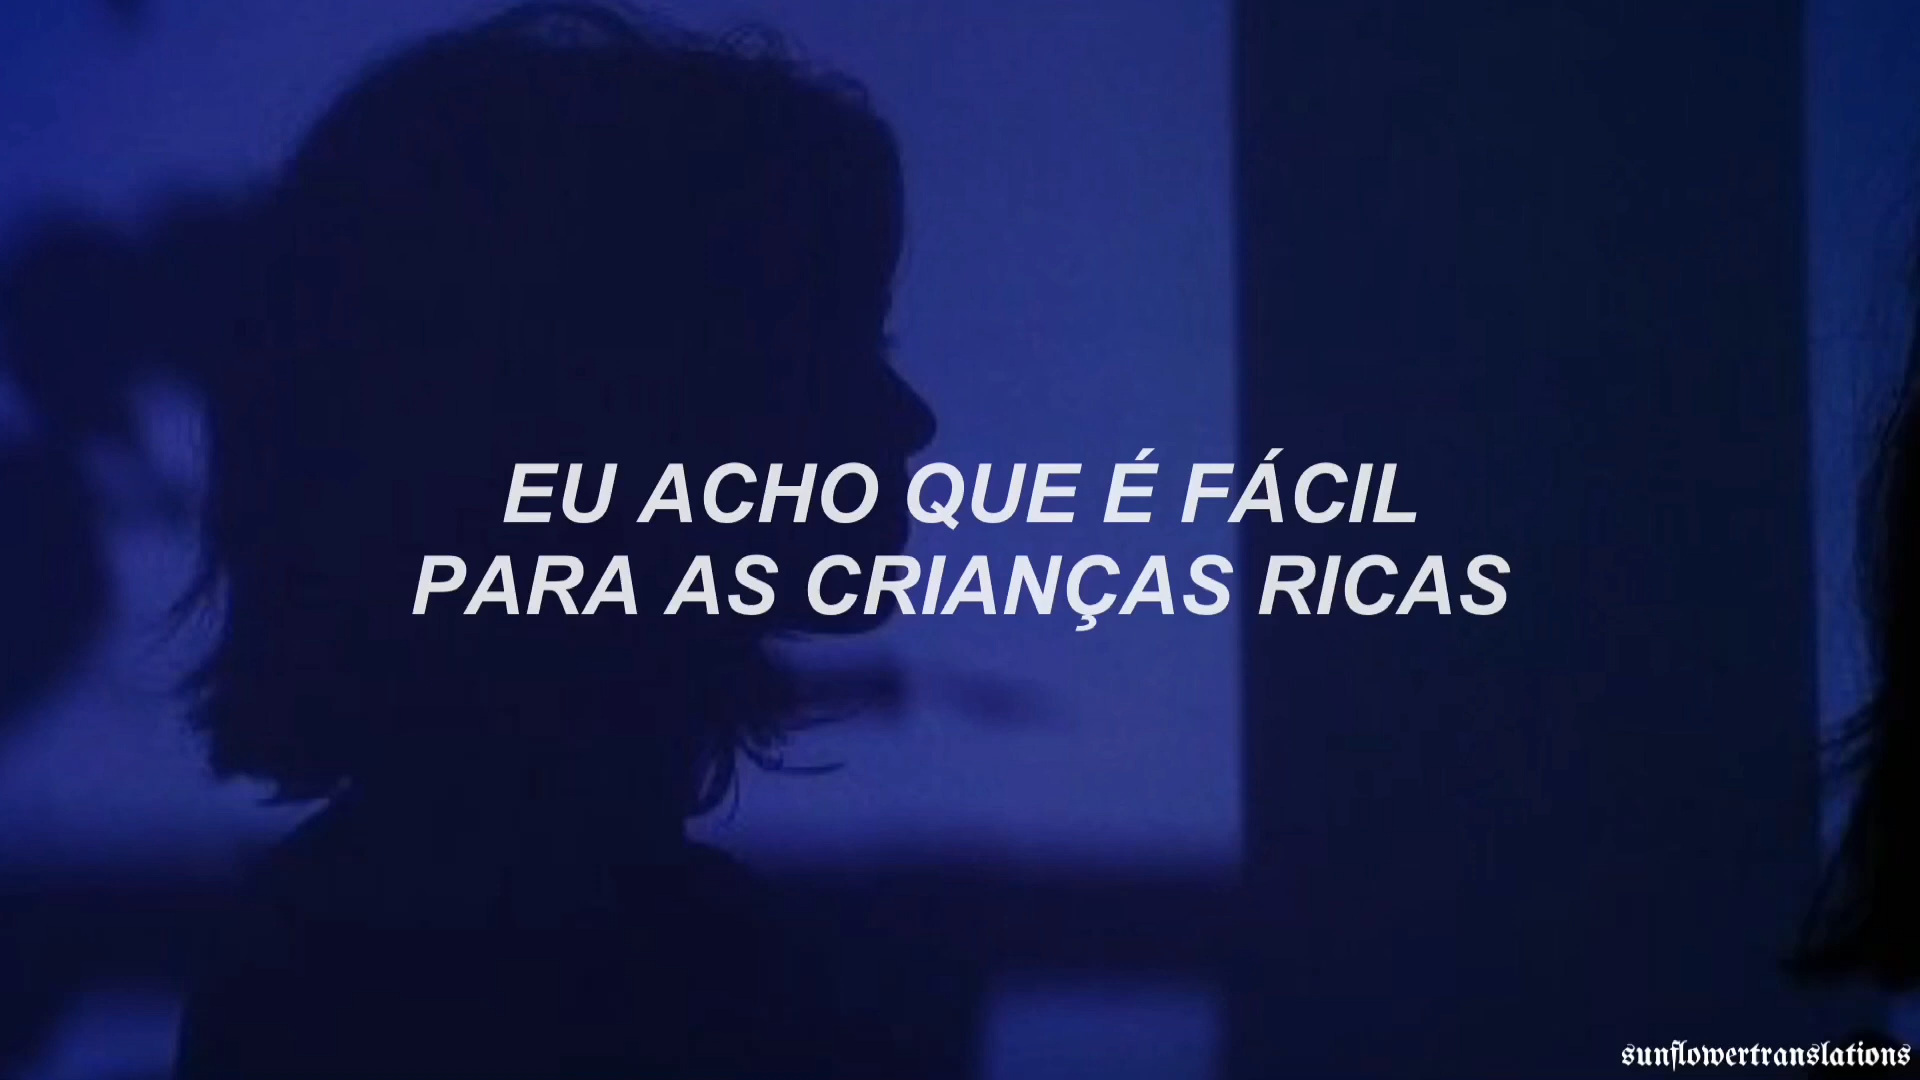 EU ACHO QUE É FÁCIL
PARA AS CRIANÇAS RICAS
sunflowertranslations